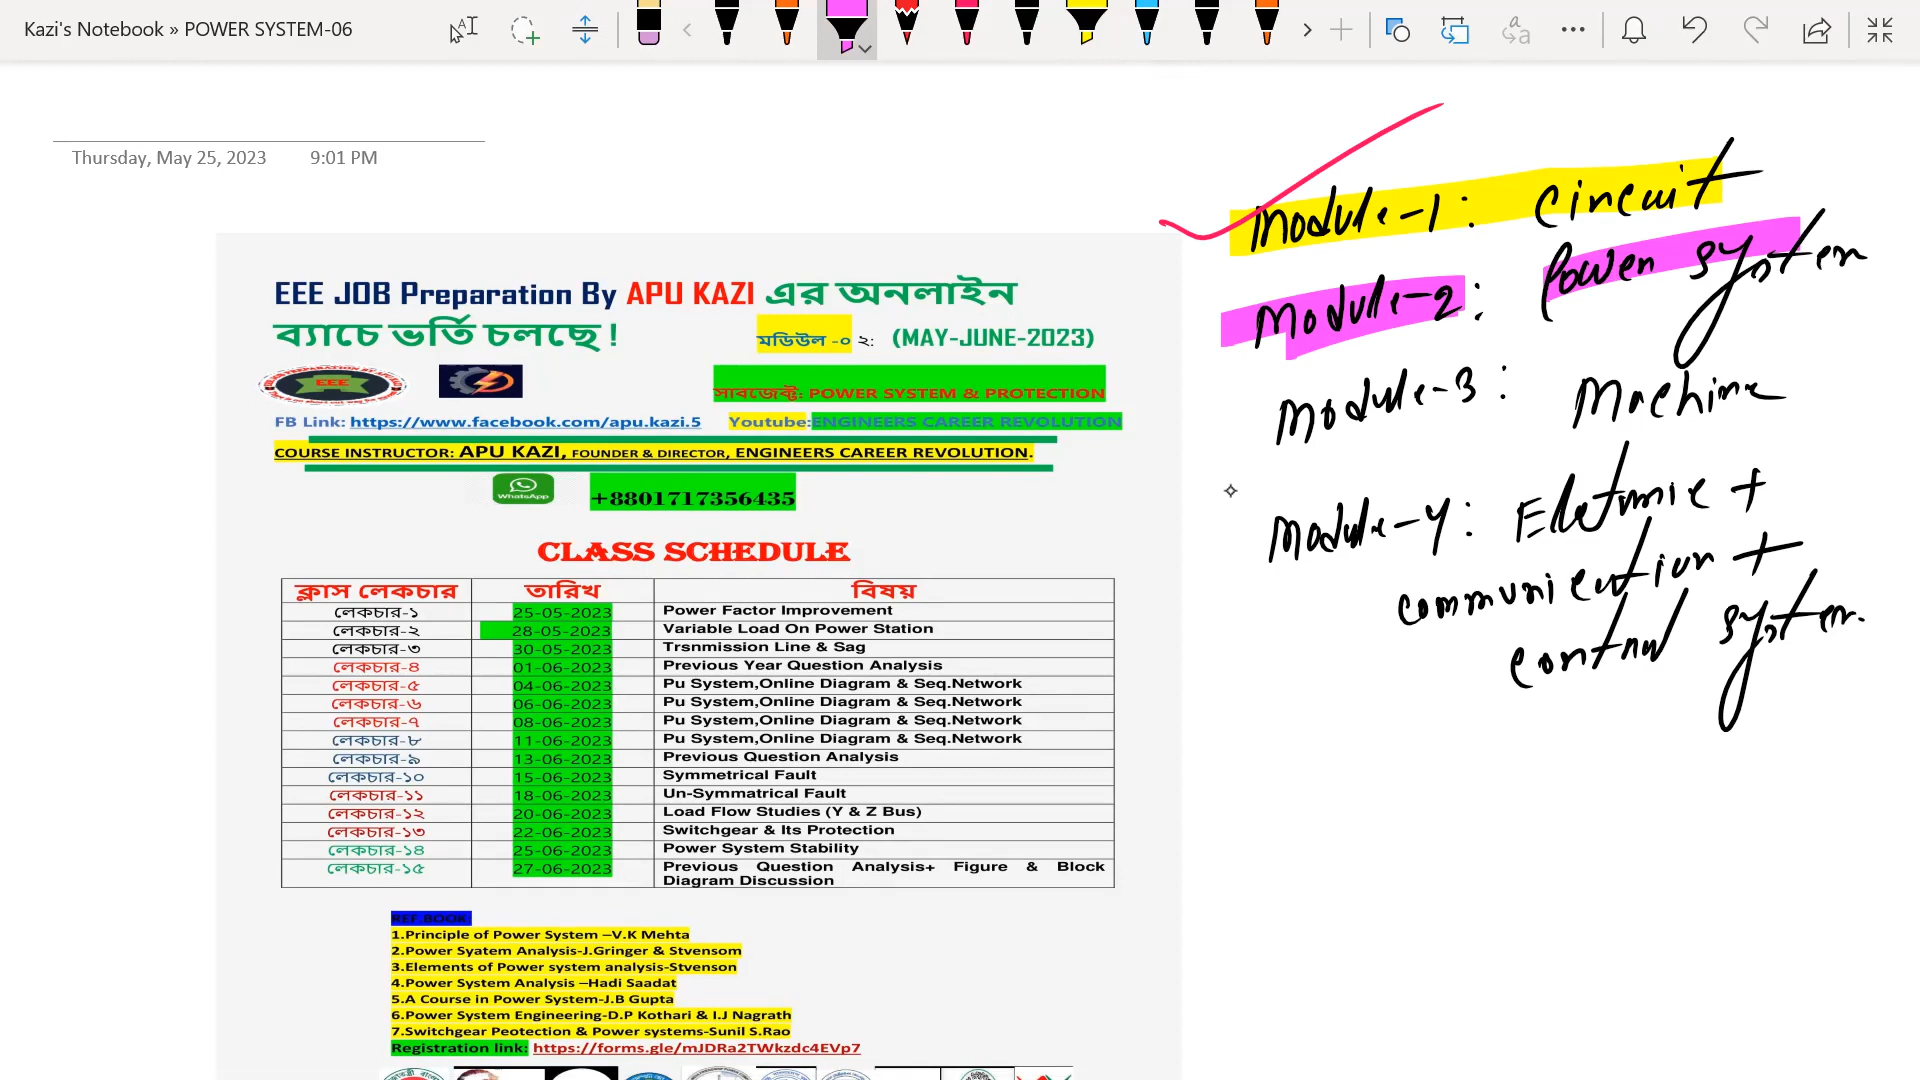 Kazi's Notebook » POWER SYSTEM-06
Thursday, May 25, 2023 9:01 PM
EEE JOB Preparation By APU KAZI এর অনলাইন
ব্যাচে ভর্তি চলছে !
মডিউল -০ ২: (MAY-JUNE-2023)
EEE
সাবজেক্ট: POWER SYSTEM & PROTECTION
FB Link: https://www.facebook.com/apu.kazi.5 Youtube:ENGINEERS CAREER REVOLUTION
COURSE INSTRUCTOR: APU KAZI, FOUNDER & DIRECTOR, ENGINEERS CAREER REVOLUTION.
WhatsApp
+8801717356435
CLASS SCHEDULE
ক্লাস লেকচার তারিখ বিষয়
লেকচার-১ 25-05-2023 Power Factor Improvement
লেকচার-২ 28-05-2023 Variable Load On Power Station
লেকচার-৩ 30-05-2023 Trsnmission Line & Sag
লেকচার-৪ 01-06-2023 Previous Year Question Analysis
লেকচার-৫ 04-06-2023 Pu System,Online Diagram & Seq.Network
লেকচার-৬ 06-06-2023 Pu System,Online Diagram & Seq.Network
লেকচার-৭ 08-06-2023 Pu System,Online Diagram & Seq.Network
লেকচার-৮ 11-06-2023 Pu System,Online Diagram & Seq.Network
লেকচার-৯ 13-06-2023 Previous Question Analysis
লেকচার-১০ 15-06-2023 Symmetrical Fault
লেকচার-১১ 18-06-2023 Un-Symmatrical Fault
লেকচার-১২ 20-06-2023 Load Flow Studies (Y & Z Bus)
লেকচার-১৩ 22-06-2023 Switchgear & Its Protection
লেকচার-১৪ 25-06-2023 Power System Stability
লেকচার-১৫ 27-06-2023 Previous Question Analysis+ Figure & Block
Diagram Discussion
REF.BOOK:
1.Principle of Power System –V.K Mehta
2.Power Syatem Analysis-J.Gringer & Stvensom
3.Elements of Power system analysis-Stvenson
4.Power System Analysis –Hadi Saadat
5.A Course in Power System-J.B Gupta
6.Power System Engineering-D.P Kothari & I.J Nagrath
7.Switchgear Peotection & Power systems-Sunil S.Rao
Registration link: https://forms.gle/mJDRa2TWkzdc4EVp7
Module-1: Circuit
Module-2: Power System
Module-3: Machine
Module-4: Eletronic +
communication +
control system.